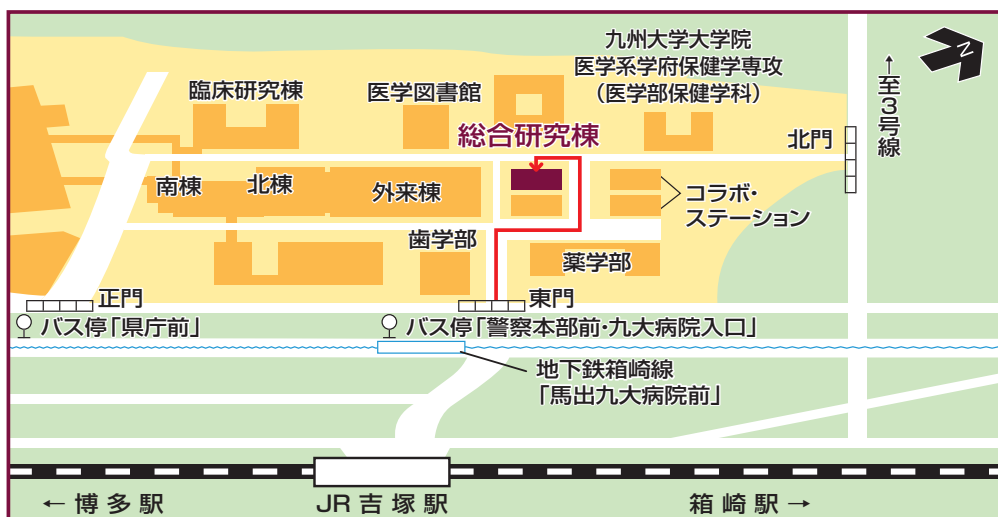 九州大学大学院
医学系学府保健学専攻
（医学部保健学科）
N
↑至3号線
臨床研究棟
医学図書館
総合研究棟
北門
南棟
北棟
外来棟
コラボ・
ステーション
歯学部
薬学部
正門
東門
バス停「県庁前」
バス停「警察本部前・九大病院入口」
地下鉄箱崎線
「馬出九大病院前」
← 博多駅
JR吉塚駅
箱崎駅 →